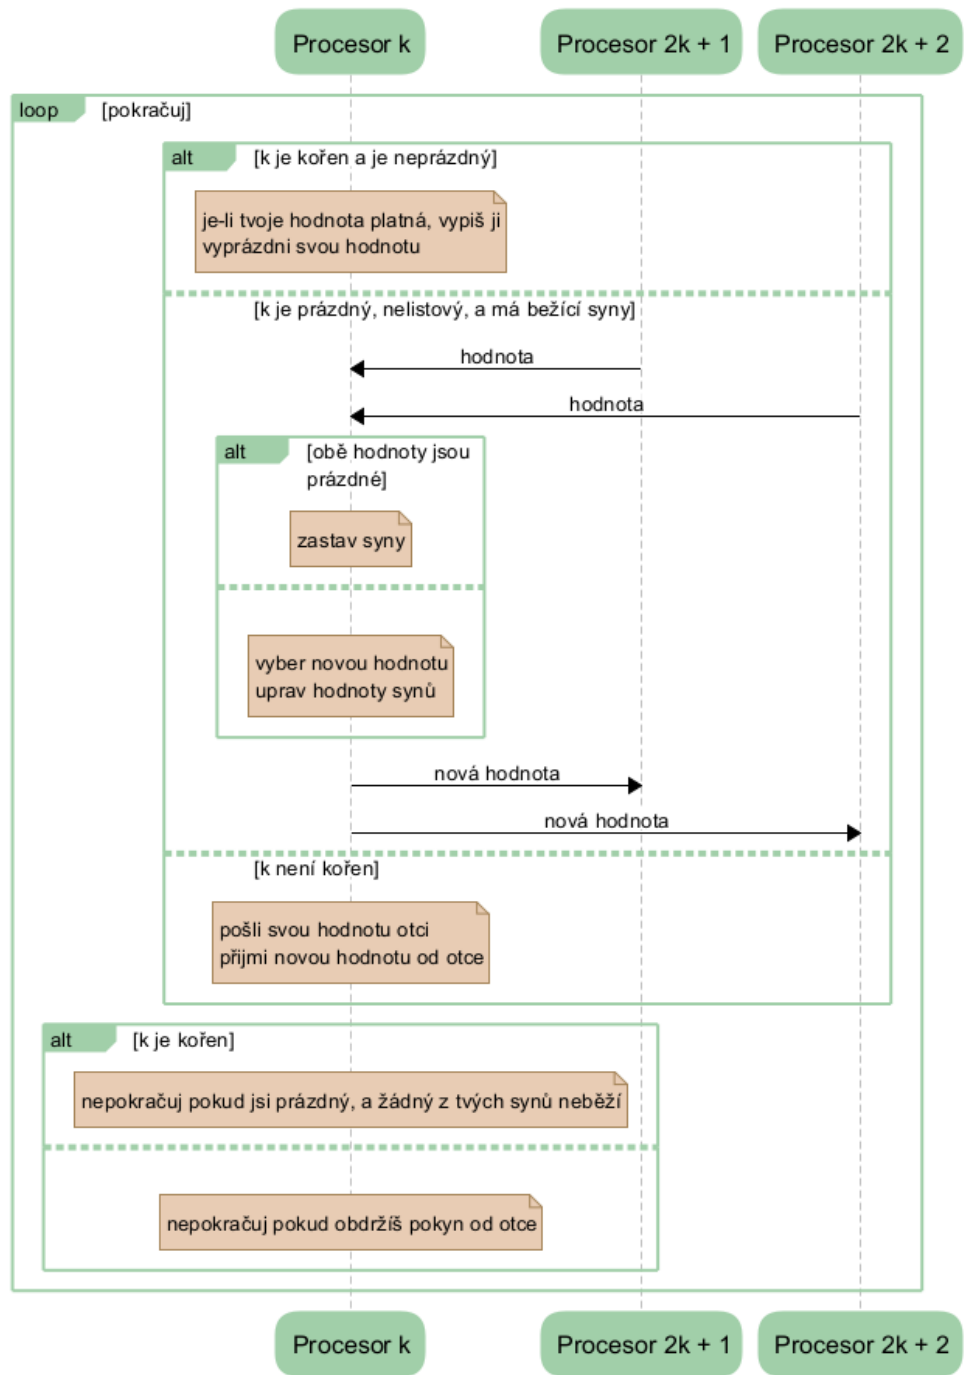 Procesor k
Procesor 2k + 1
Procesor 2k + 2
loop
[pokračuj]
alt
[k je kořen a je neprázdný]
je-li tvoje hodnota platná, vypiš ji
vyprázdni svou hodnotu
[k je prázdný, nelistový, a má bežící syny]
hodnota
hodnota
alt
[obě hodnoty jsou
prázdné]
zastav syny
vyber novou hodnotu
uprav hodnoty synů
nová hodnota
nová hodnota
[k není kořen]
pošli svou hodnotu otci
přijmi novou hodnotu od otce
alt
[k je kořen]
nepokračuj pokud jsi prázdný, a žádný z tvých synů neběží
nepokračuj pokud obdržíš pokyn od otce
Procesor k
Procesor 2k + 1
Procesor 2k + 2